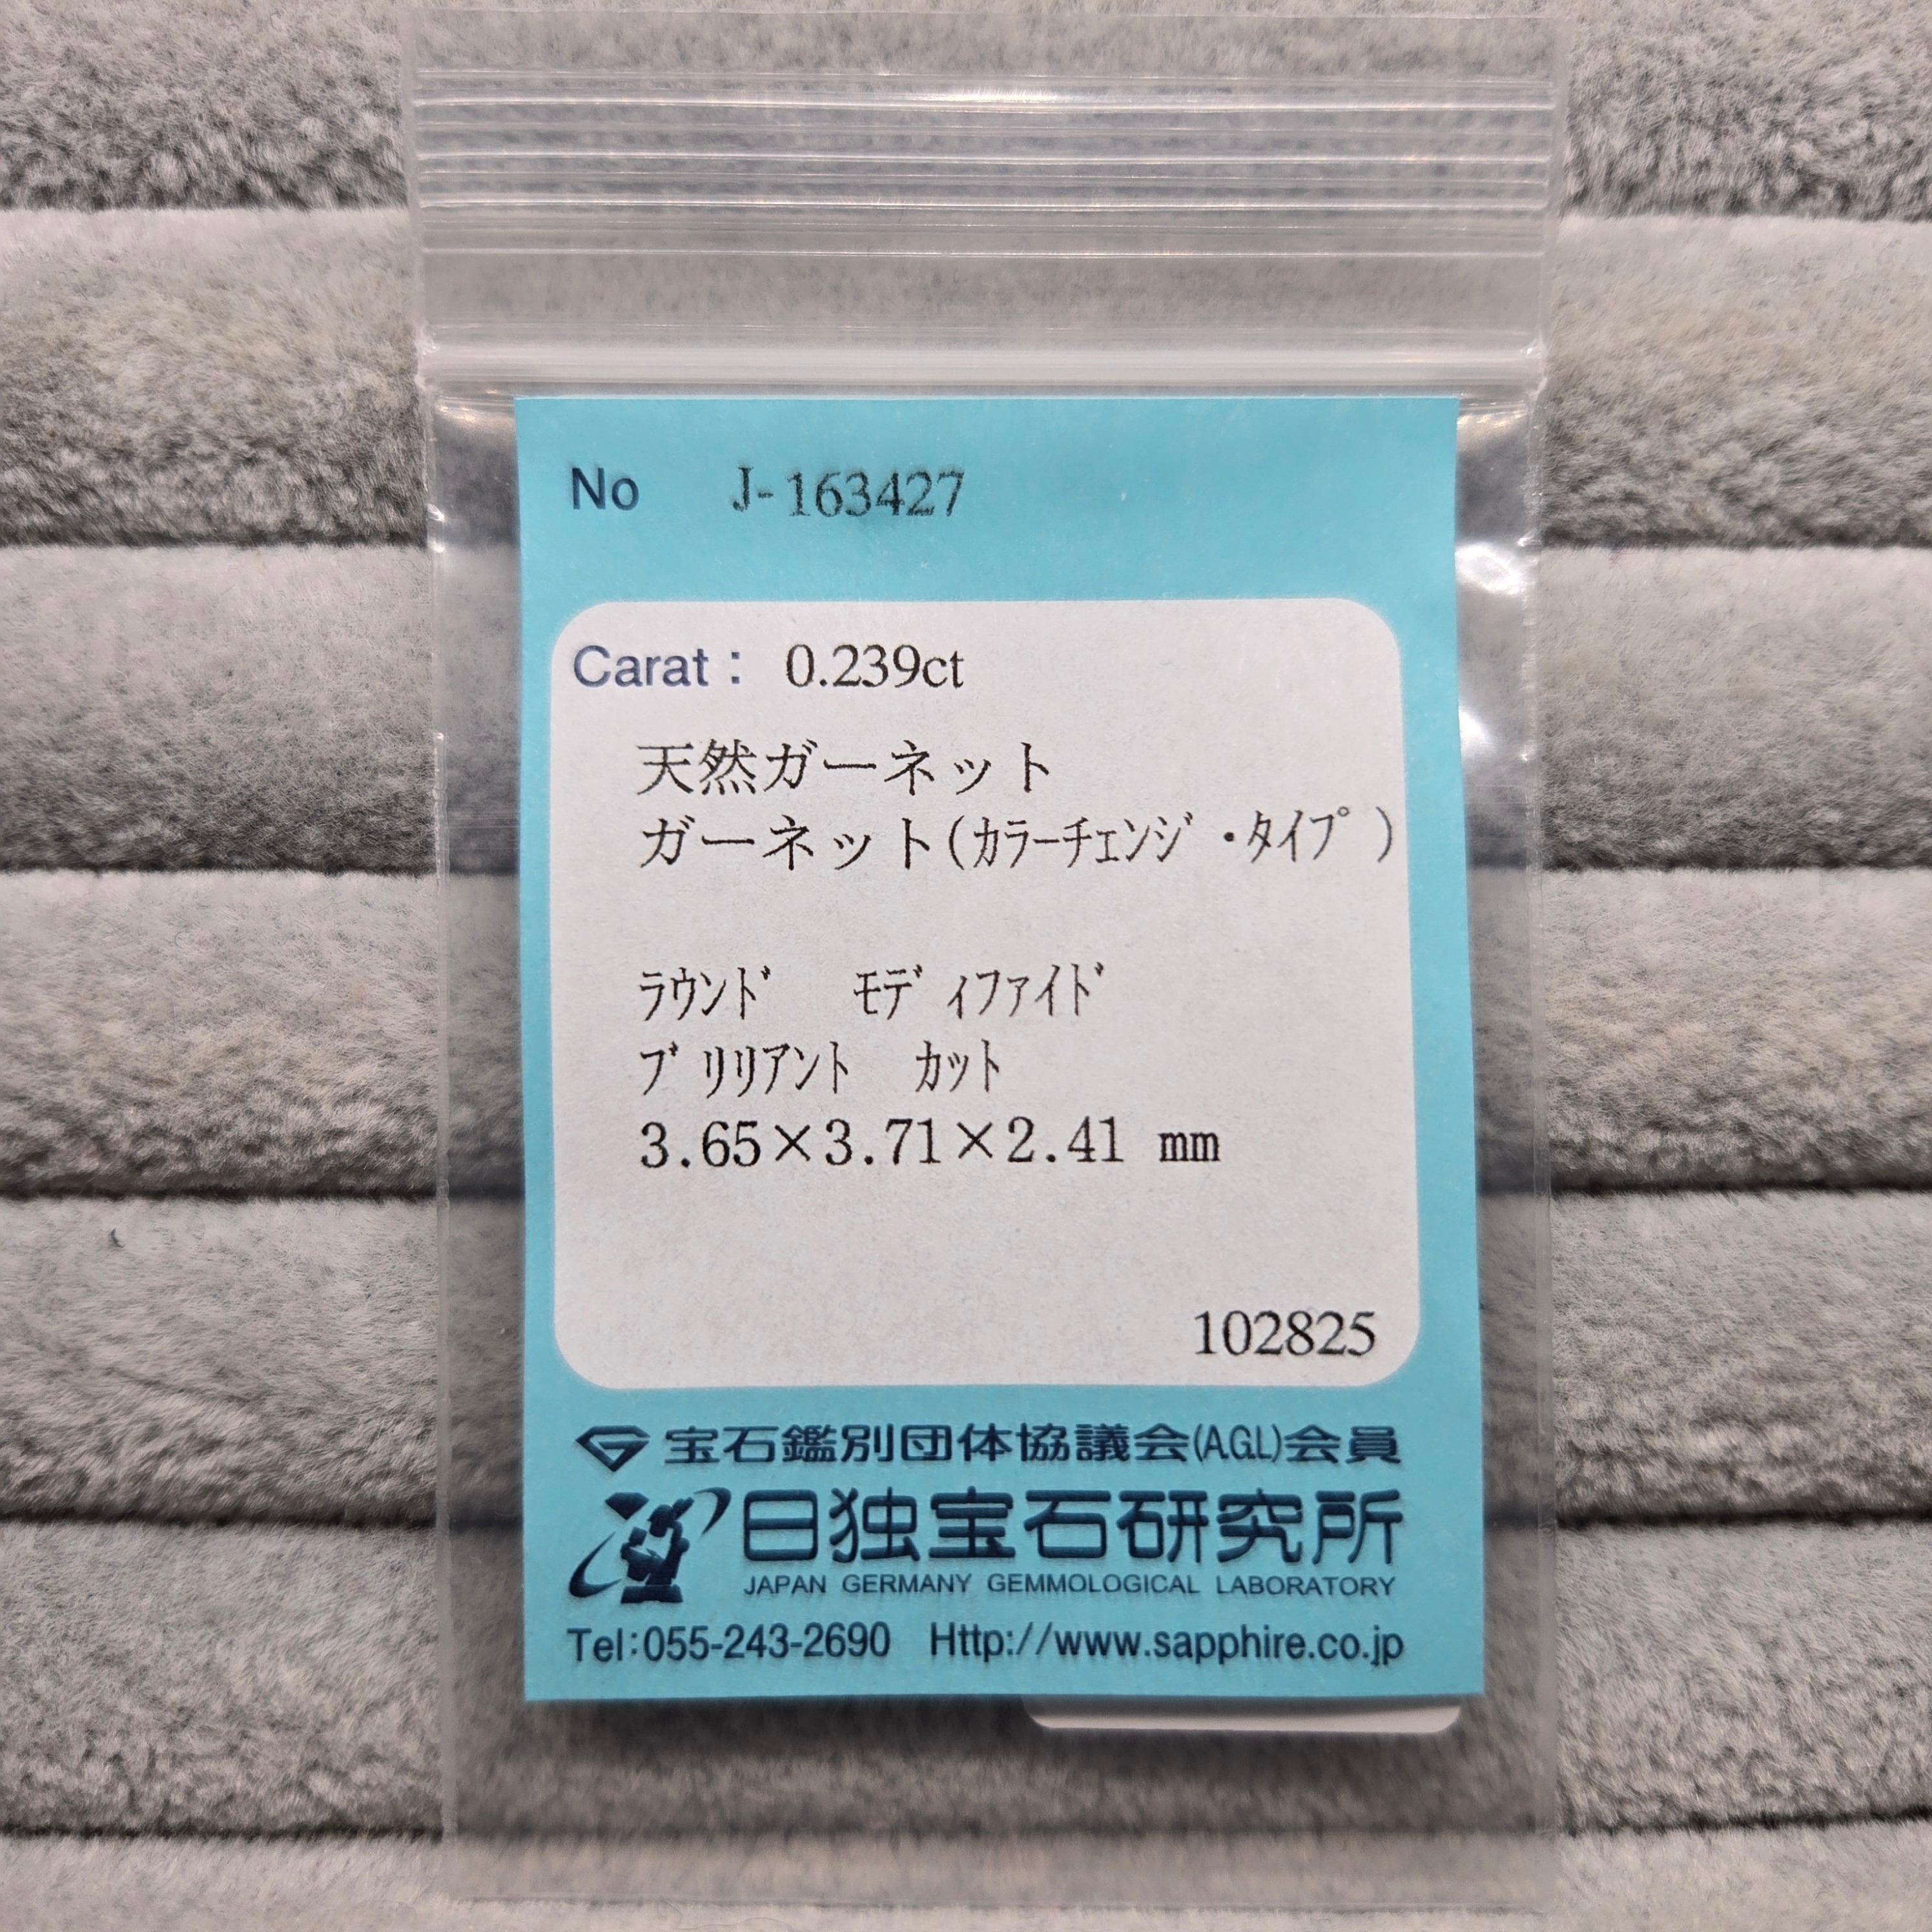 No J-163427
Carat： 0.239ct
天然ガーネット
ガーネット(ｶﾗｰﾁｪﾝｼﾞ・ﾀｲﾌﾟ)
ﾗｳﾝﾄﾞ ﾓﾃﾞｨﾌｧｲﾄﾞ
ﾌﾞﾘﾘｱﾝﾄ ｶｯﾄ
3.65×3.71×2.41 mm
102825
宝石鑑別団体協議会(A.G.L)会員
日独宝石研究所
JAPAN GERMANY GEMMOLOGICAL LABORATORY
Tel:055-243-2690 Http://www.sapphire.co.jp